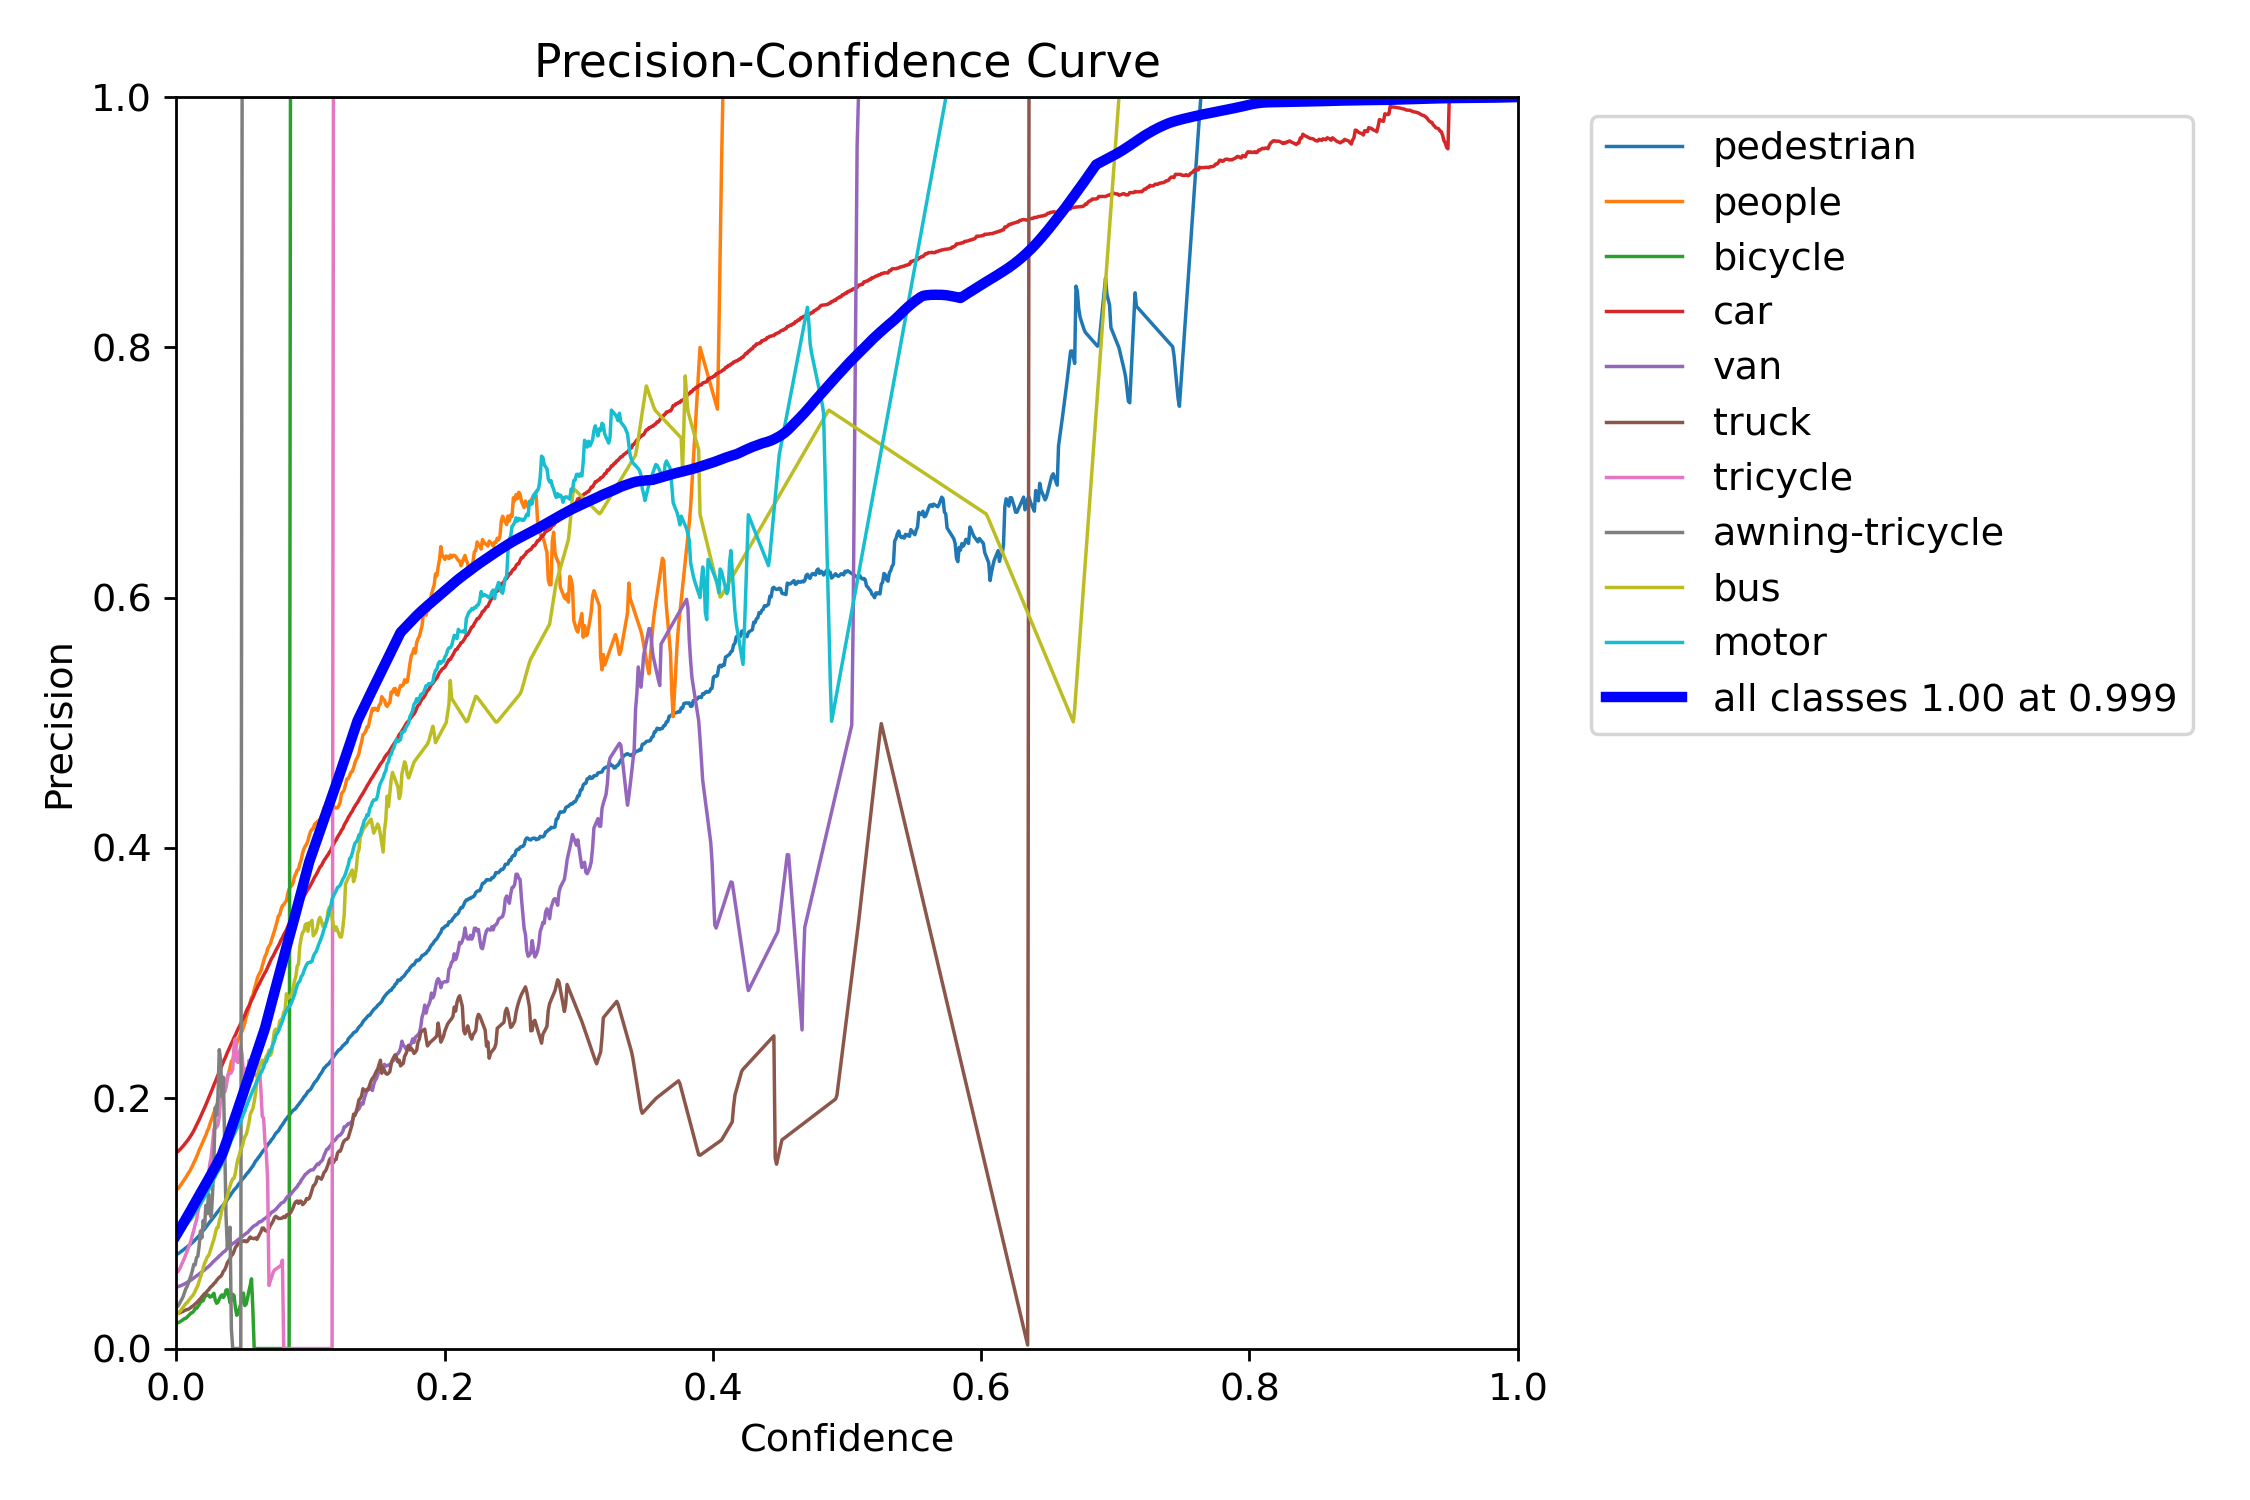 Precision-Confidence Curve
1.0
0.8
0.6
0.4
0.2
0.0
Precision
0.0 0.2 0.4 0.6 0.8 1.0
Confidence
pedestrian
people
bicycle
car
van
truck
tricycle
awning-tricycle
bus
motor
all classes 1.00 at 0.999